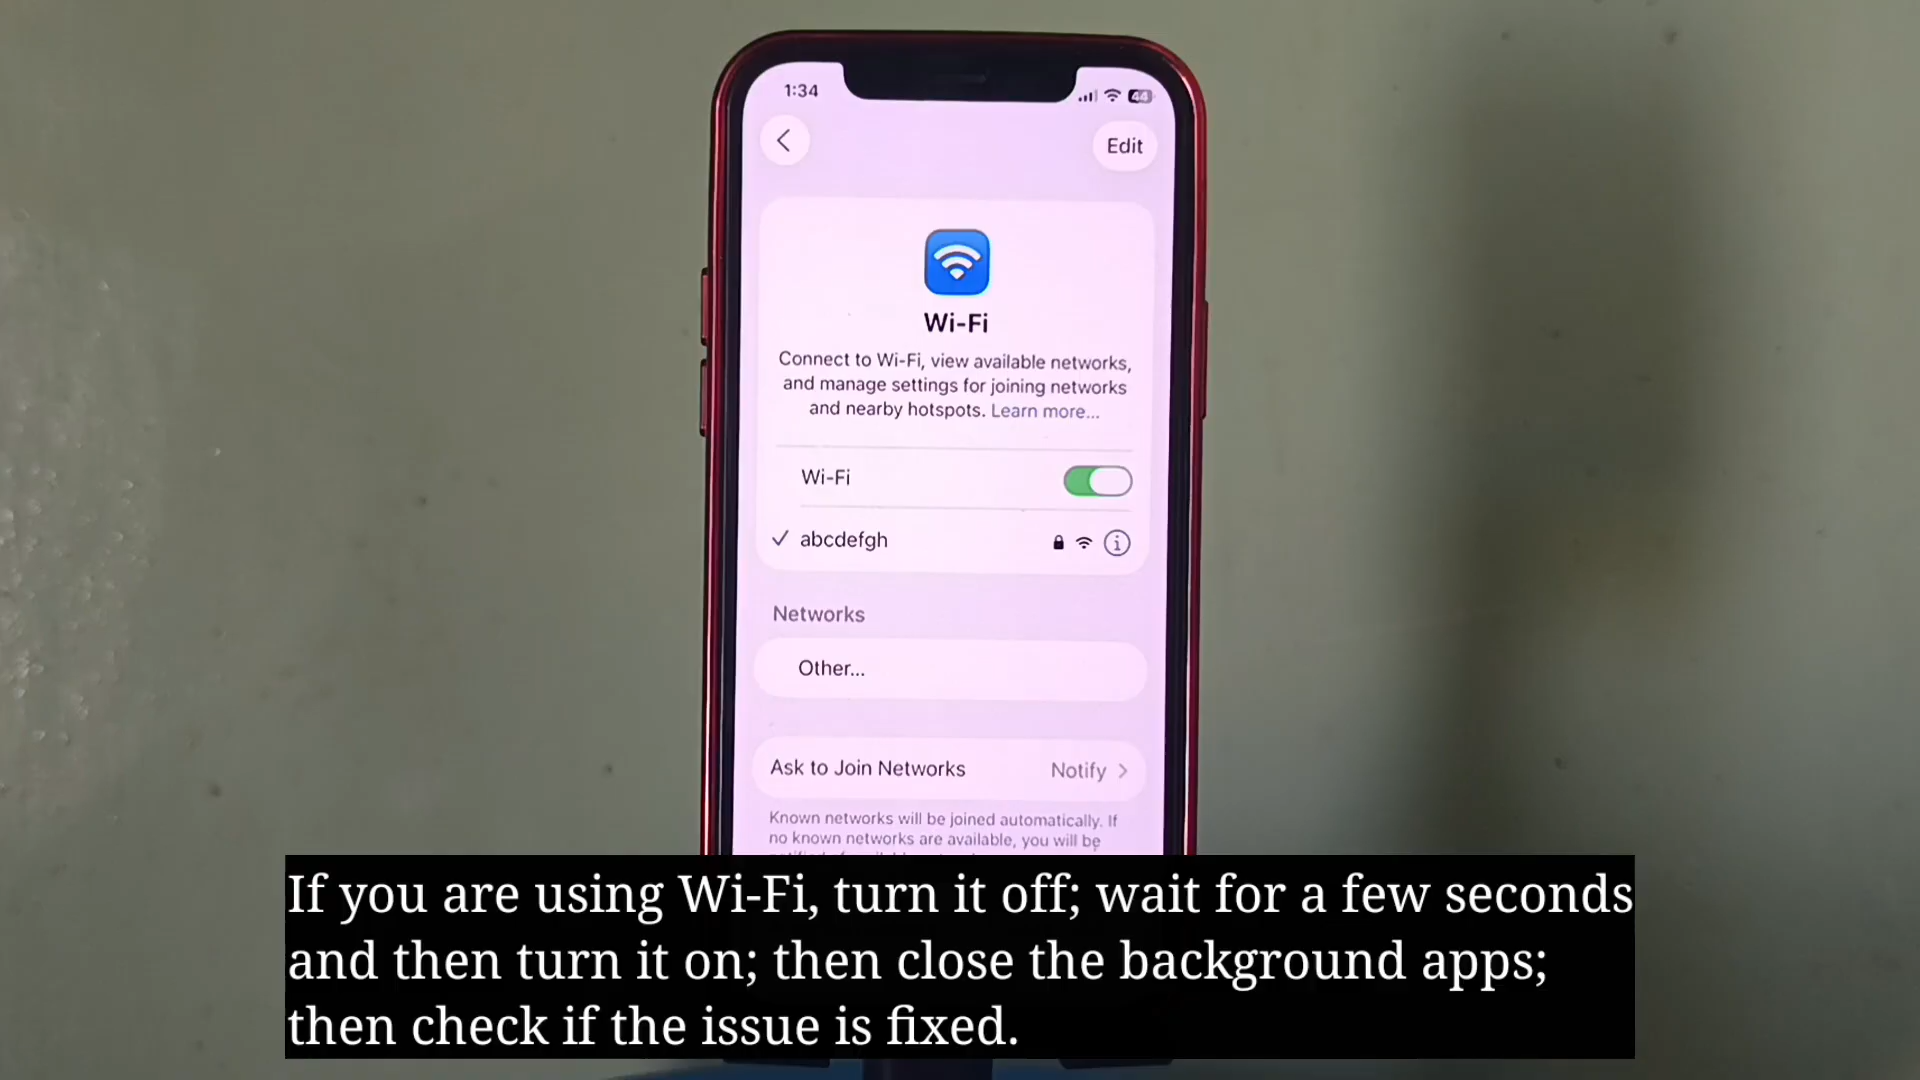 1:34
44
Edit
Wi-Fi
Connect to Wi-Fi, view available networks,
and manage settings for joining networks
and nearby hotspots. Learn more...
Wi-Fi
abcdefgh
Networks
Other...
Ask to Join Networks Notify
Known networks will be joined automatically. If
no known networks are available, you will be
If you are using Wi-Fi, turn it off; wait for a few seconds
and then turn it on; then close the background apps;
then check if the issue is fixed.